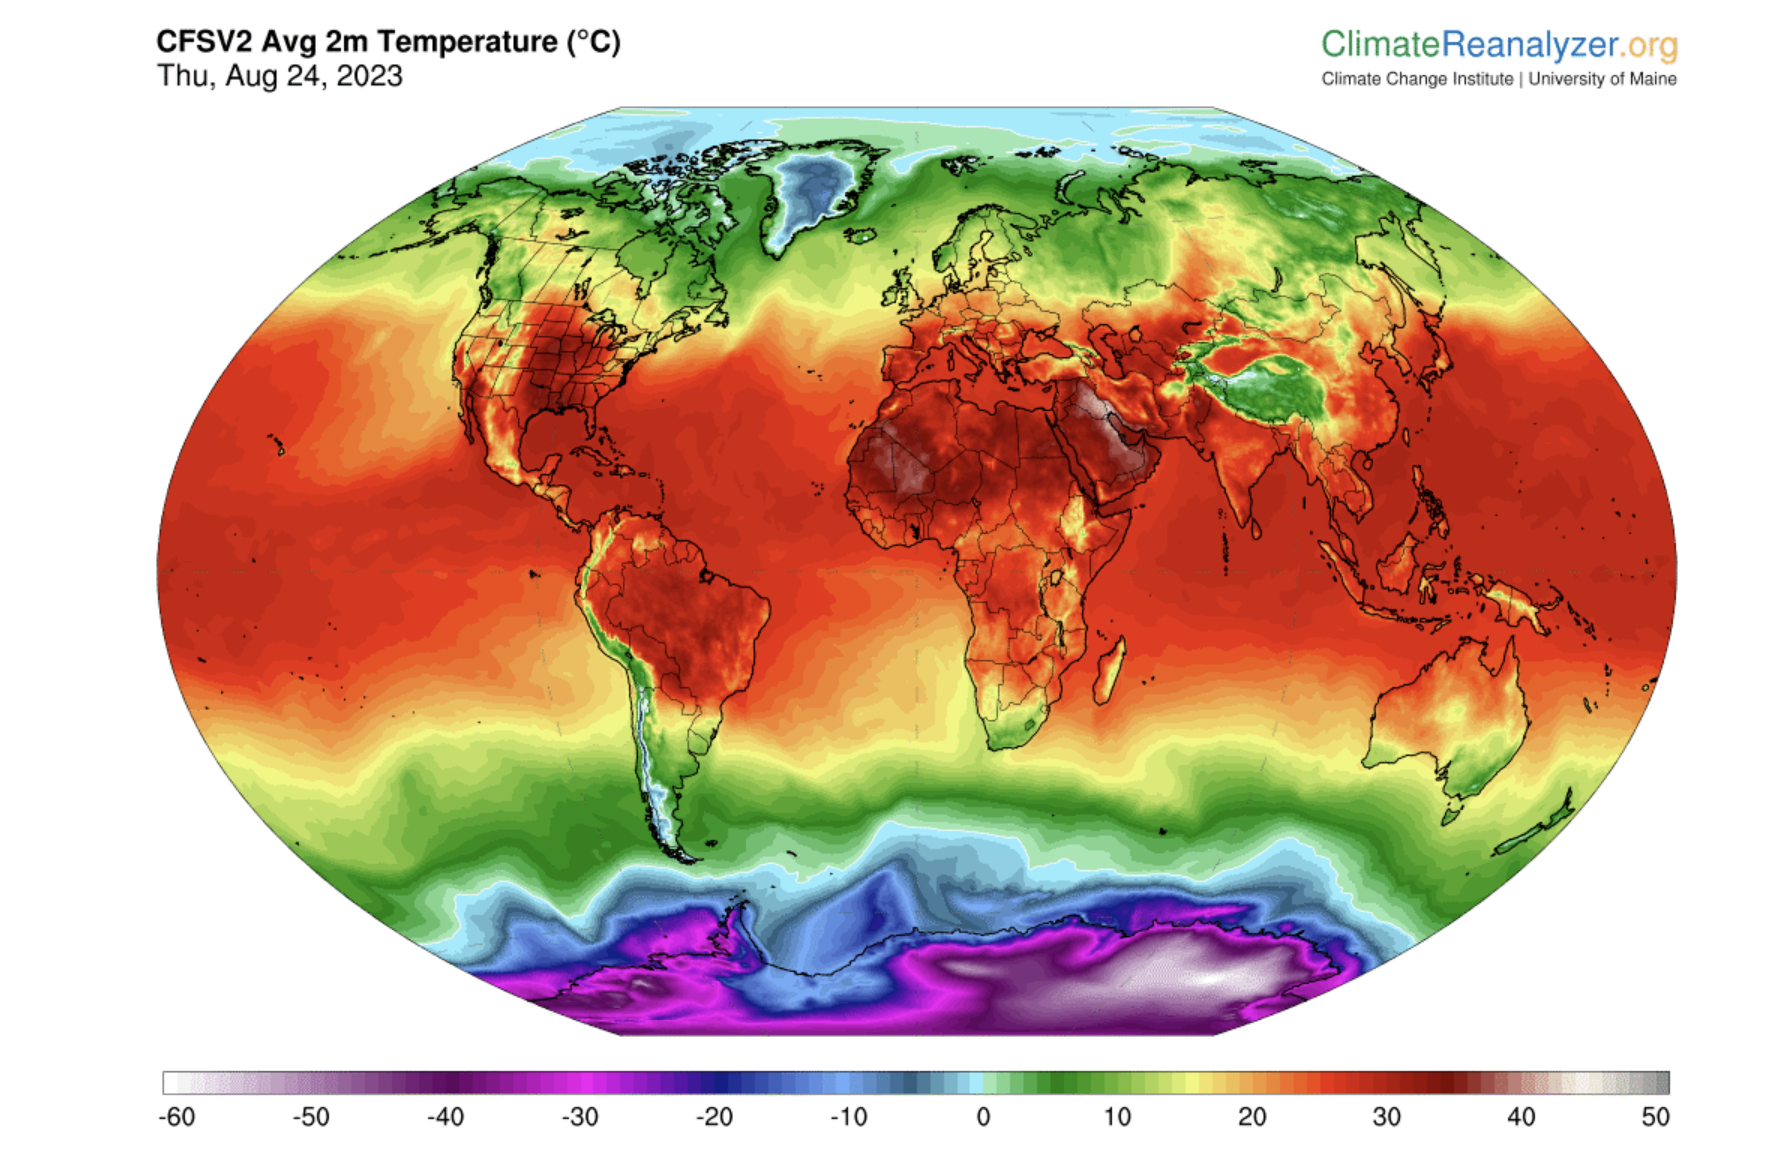 CFSV2 Avg 2m Temperature (°C)
Thu, Aug 24, 2023
ClimateReanalyzer.org
Climate Change Institute | University of Maine
-60 -50 -40 -30 -20 -10 0 10 20 30 40 50